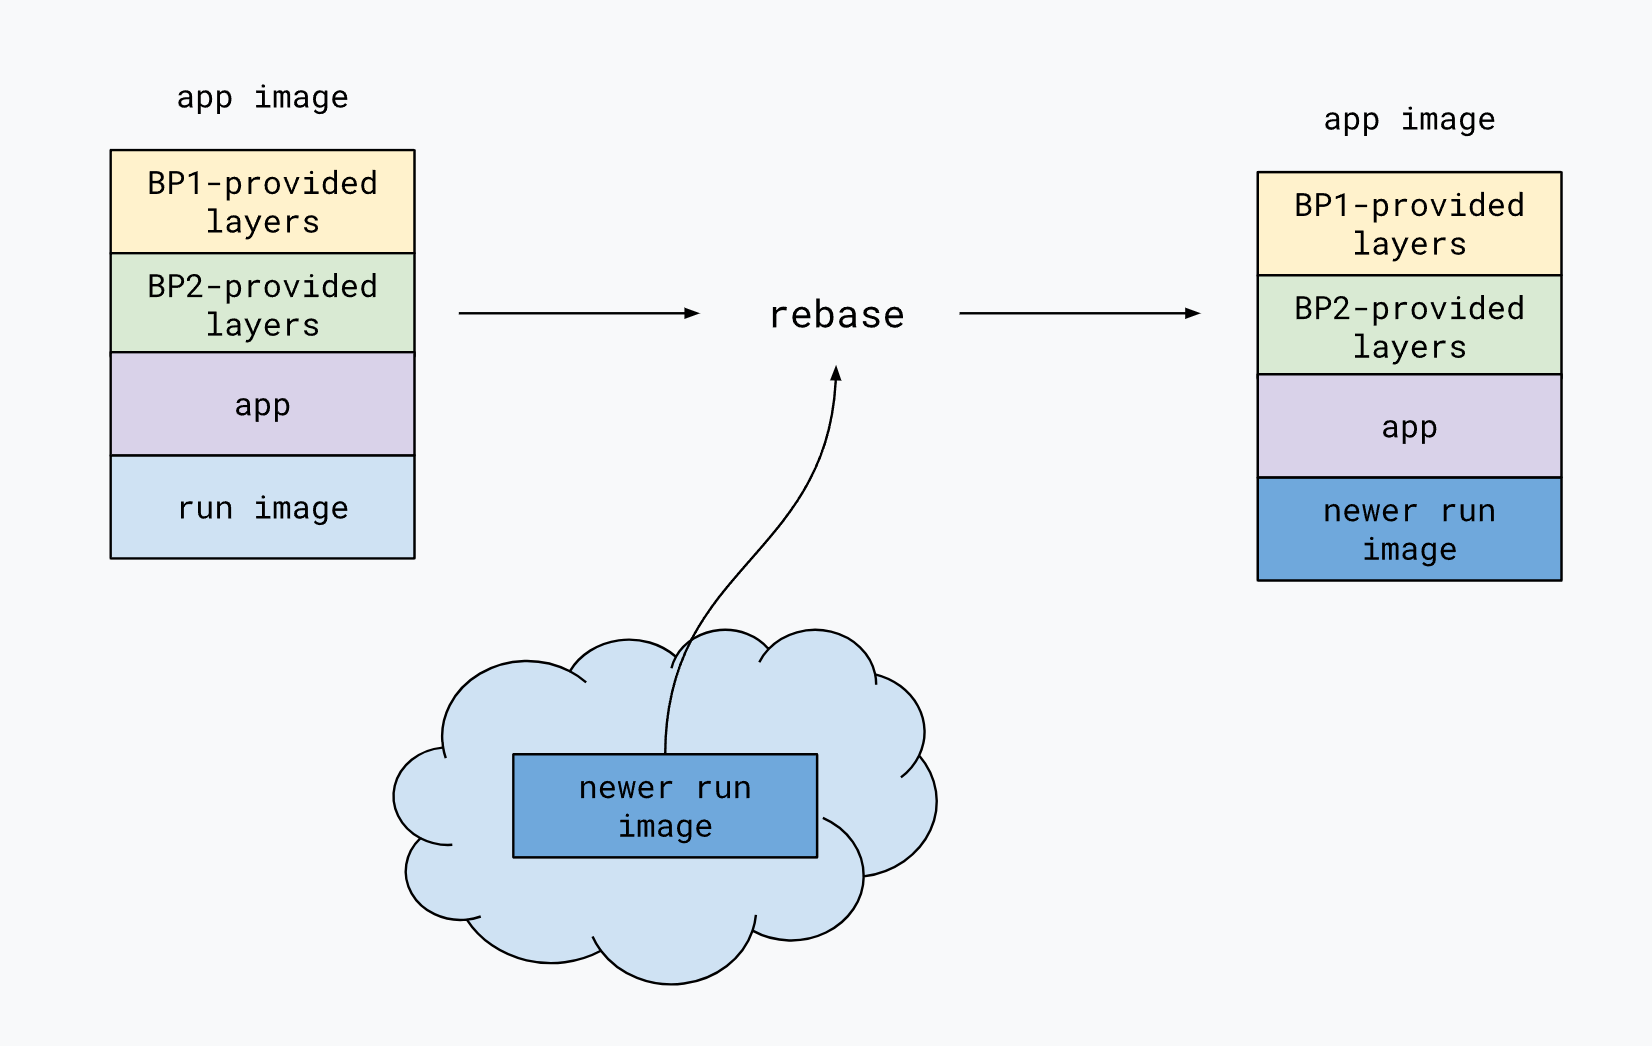 app image
BP1-provided
layers
BP2-provided
layers
app
run image
rebase
newer run
image
app image
BP1-provided
layers
BP2-provided
layers
app
newer run
image